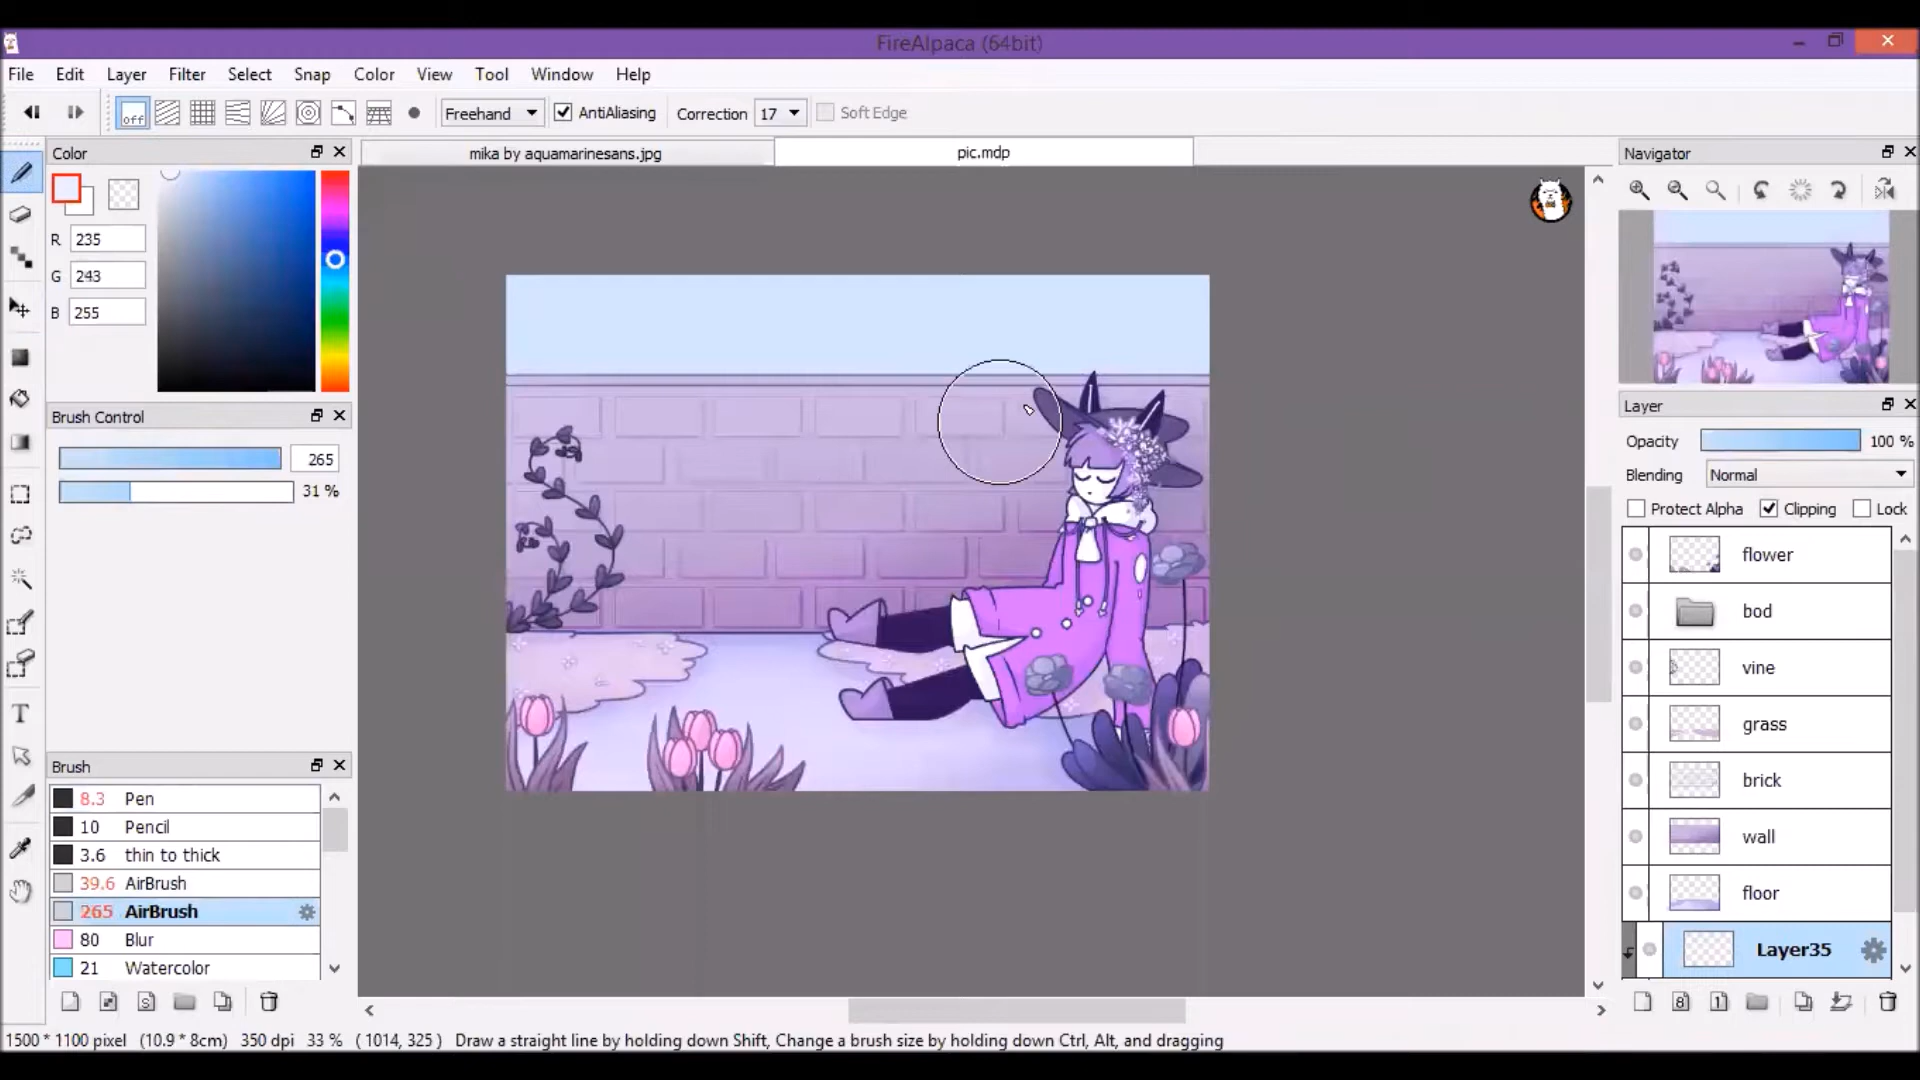 FireAlpaca (64bit)
File Edit Layer Filter Select Snap Color View Tool Window Help
off Freehand AntiAliasing Correction 17 Soft Edge
Color
mika by aquamarinesans.jpg
pic.mdp
Navigator
R 235
G 243
B 255
Brush Control
265
31 %
Layer
Opacity 100 %
Blending Normal
Protect Alpha Clipping Lock
flower
bod
vine
grass
brick
wall
floor
Layer35
Brush
8.3 Pen
10 Pencil
3.6 thin to thick
39.6 AirBrush
265 AirBrush
80 Blur
21 Watercolor
S
8 1
T
1500 * 1100 pixel (10.9 * 8cm) 350 dpi 33 % ( 1014, 325 ) Draw a straight line by holding down Shift, Change a brush size by holding down Ctrl, Alt, and dragging